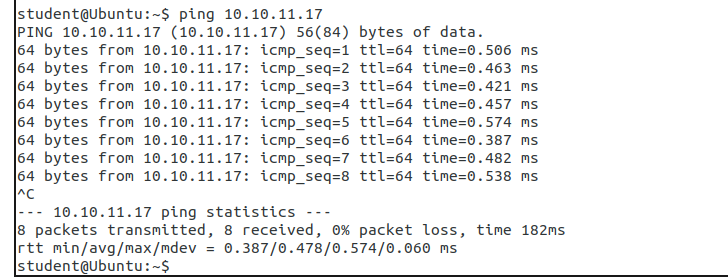 student@Ubuntu:~$ ping 10.10.11.17
PING 10.10.11.17 (10.10.11.17) 56(84) bytes of data.
64 bytes from 10.10.11.17: icmp_seq=1 ttl=64 time=0.506 ms
64 bytes from 10.10.11.17: icmp_seq=2 ttl=64 time=0.463 ms
64 bytes from 10.10.11.17: icmp_seq=3 ttl=64 time=0.421 ms
64 bytes from 10.10.11.17: icmp_seq=4 ttl=64 time=0.457 ms
64 bytes from 10.10.11.17: icmp_seq=5 ttl=64 time=0.574 ms
64 bytes from 10.10.11.17: icmp_seq=6 ttl=64 time=0.387 ms
64 bytes from 10.10.11.17: icmp_seq=7 ttl=64 time=0.482 ms
64 bytes from 10.10.11.17: icmp_seq=8 ttl=64 time=0.538 ms
^C
--- 10.10.11.17 ping statistics ---
8 packets transmitted, 8 received, 0% packet loss, time 182ms
rtt min/avg/max/mdev = 0.387/0.478/0.574/0.060 ms
student@Ubuntu:~$